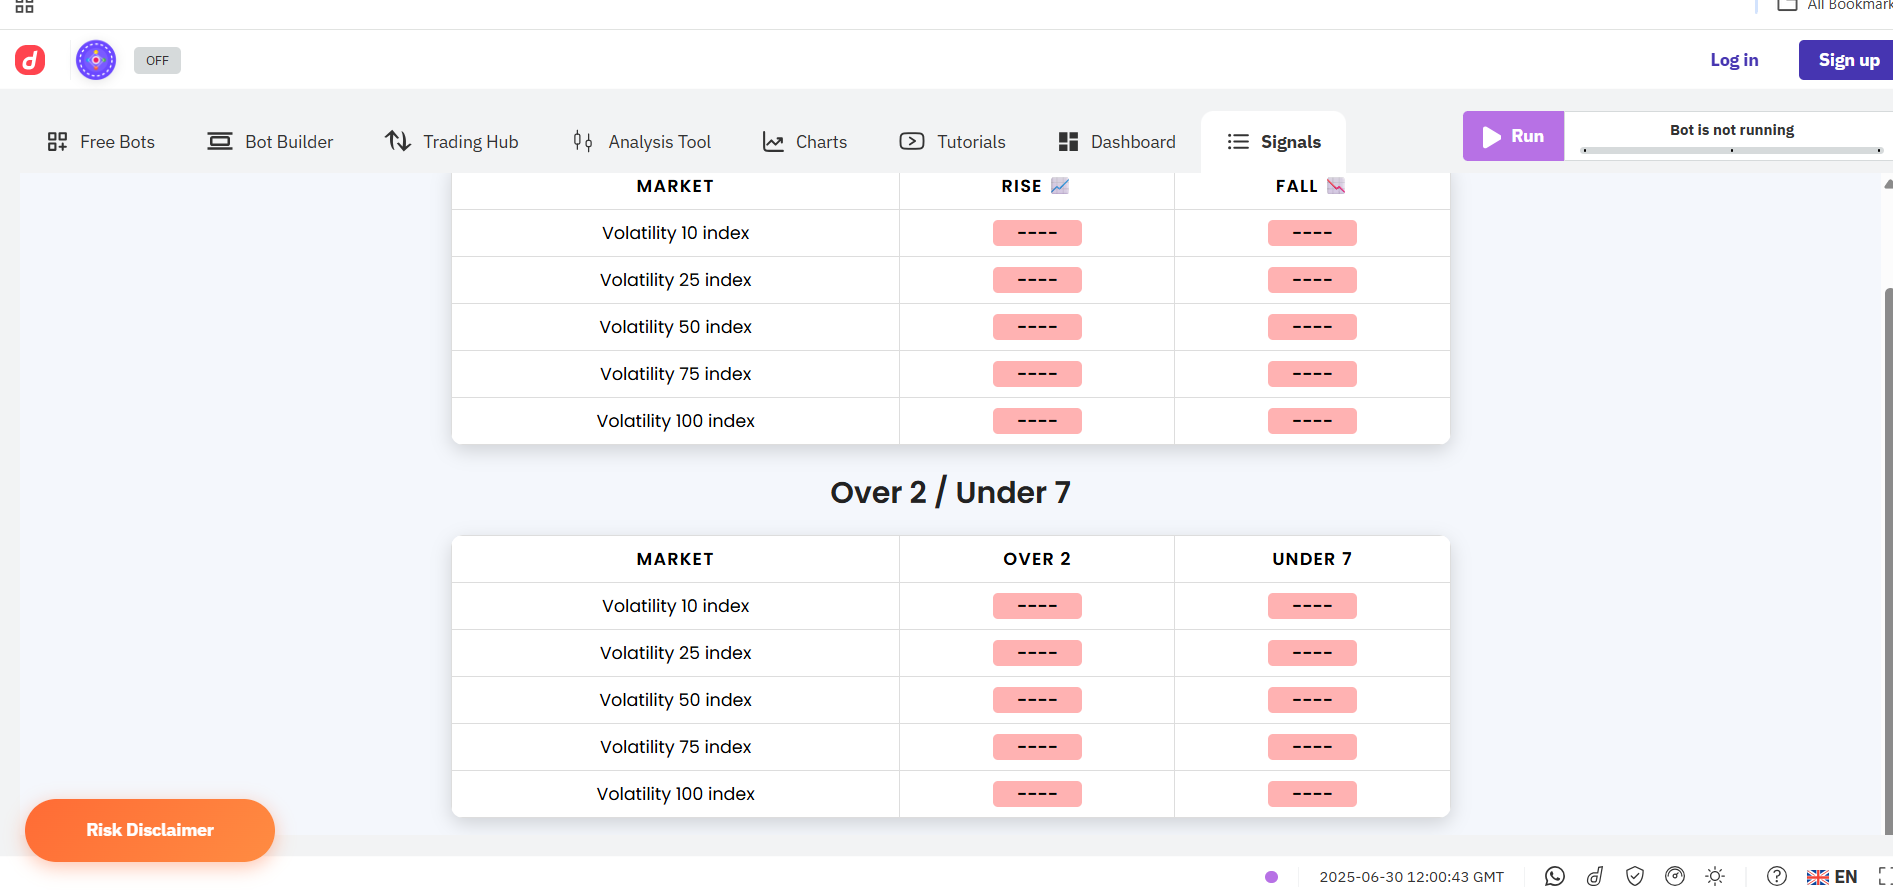 All Bookmark
d
OFF
Log in
Sign up
Free Bots
Bot Builder
Trading Hub
Analysis Tool
Charts
Tutorials
Dashboard
Signals
Run
Bot is not running
MARKET RISE FALL
Volatility 10 index ---- ----
Volatility 25 index ---- ----
Volatility 50 index ---- ----
Volatility 75 index ---- ----
Volatility 100 index ---- ----
Over 2 / Under 7
MARKET OVER 2 UNDER 7
Volatility 10 index ---- ----
Volatility 25 index ---- ----
Volatility 50 index ---- ----
Volatility 75 index ---- ----
Volatility 100 index ---- ----
Risk Disclaimer
2025-06-30 12:00:43 GMT
EN